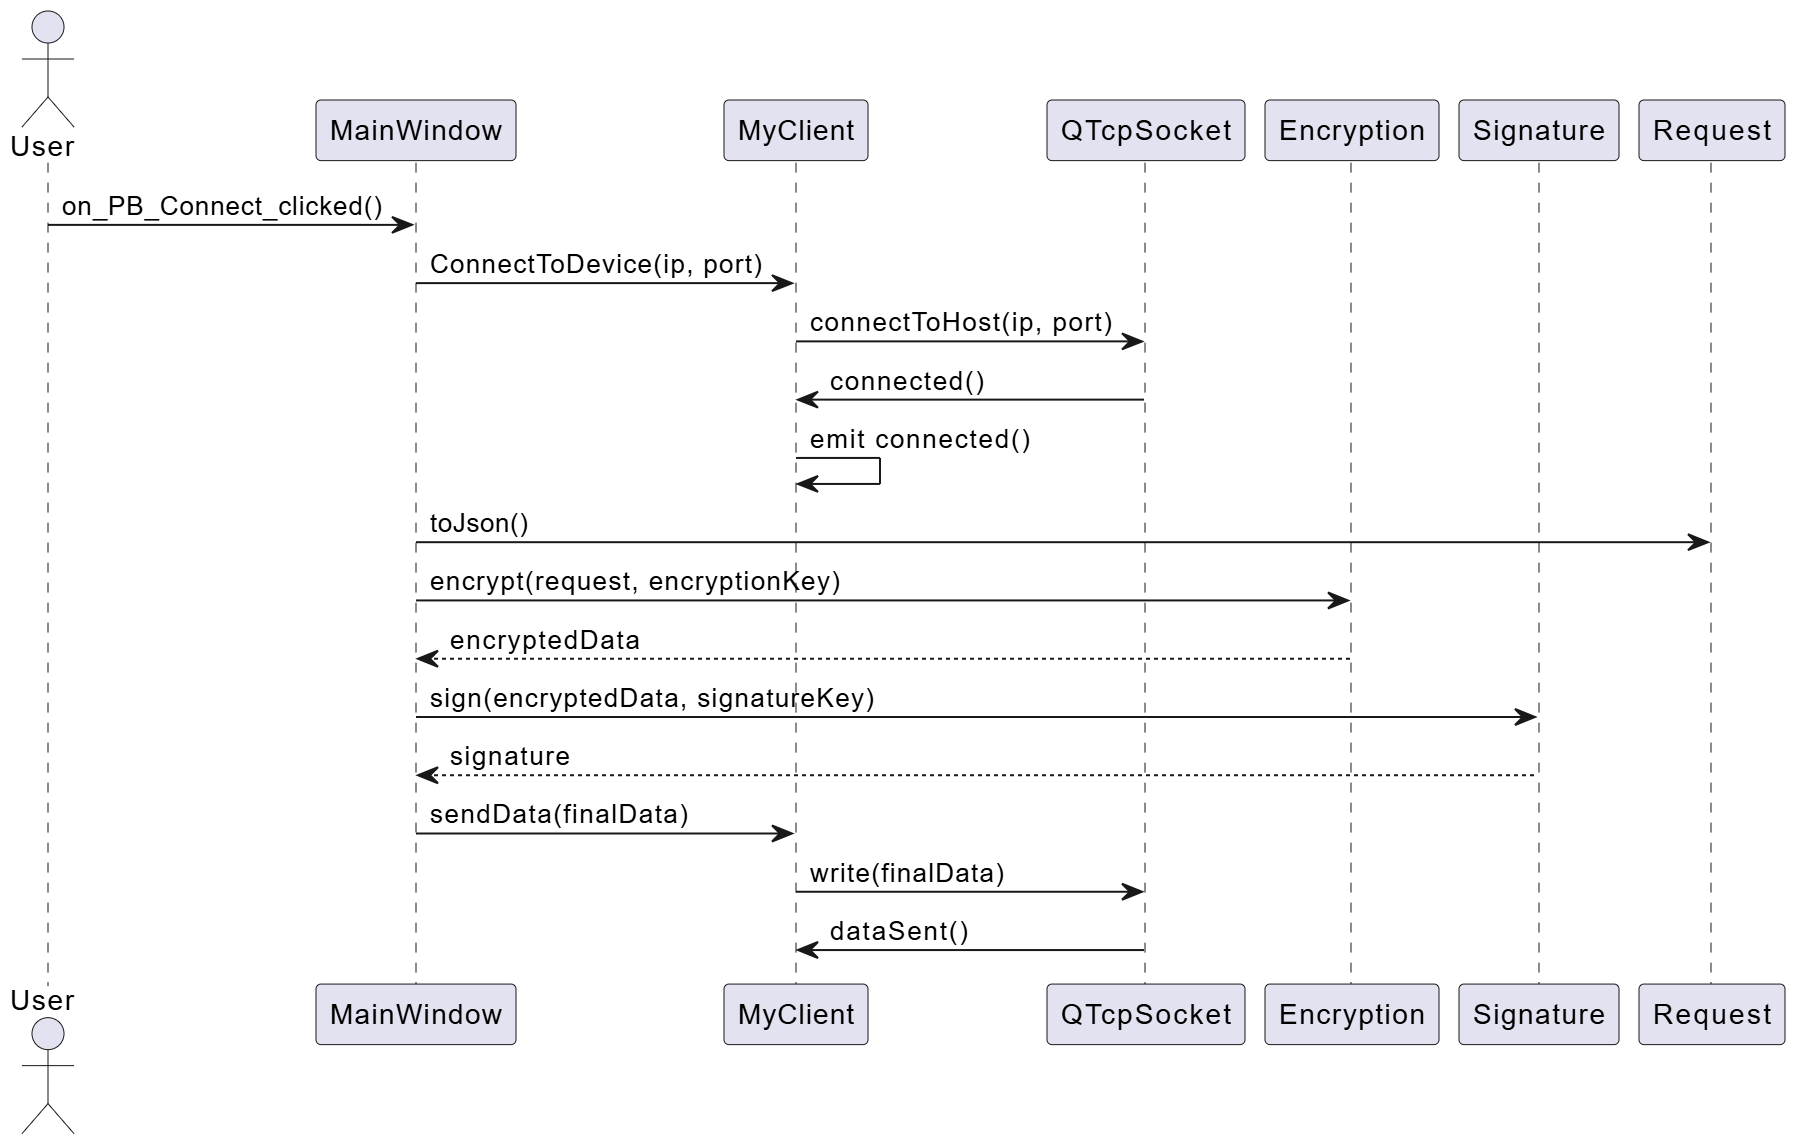 User
MainWindow
MyClient
QTcpSocket
Encryption
Signature
Request
on_PB_Connect_clicked()
ConnectToDevice(ip, port)
connectToHost(ip, port)
connected()
emit connected()
toJson()
encrypt(request, encryptionKey)
encryptedData
sign(encryptedData, signatureKey)
signature
sendData(finalData)
write(finalData)
dataSent()
User
MainWindow
MyClient
QTcpSocket
Encryption
Signature
Request